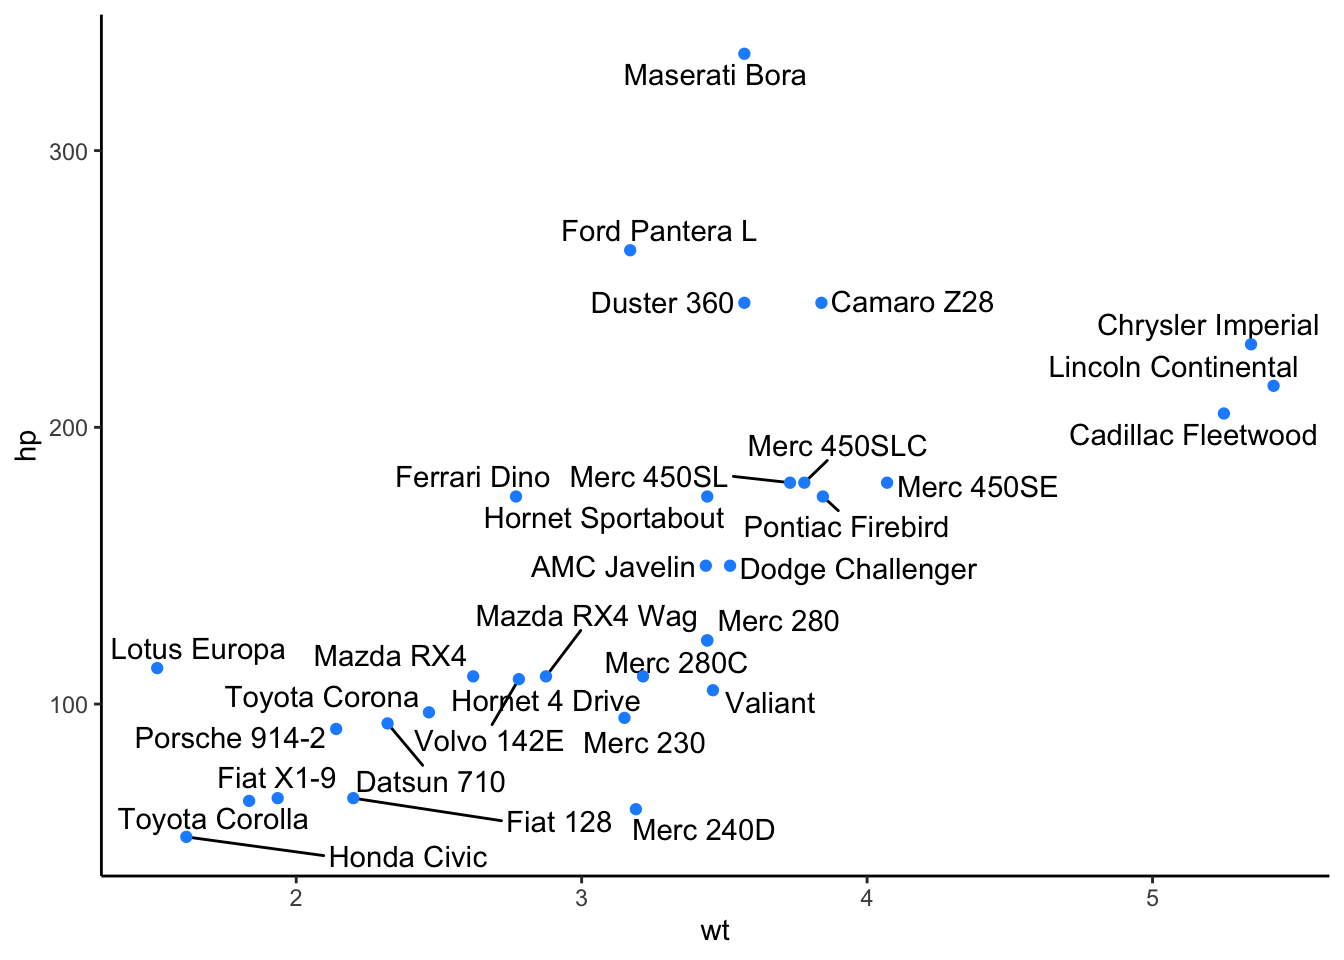 Maserati Bora
300
Ford Pantera L
Duster 360
Camaro Z28
Chrysler Imperial
Lincoln Continental
200
hp
Cadillac Fleetwood
Merc 450SLC
Ferrari Dino
Merc 450SL
Merc 450SE
Hornet Sportabout
Pontiac Firebird
AMC Javelin
Dodge Challenger
Mazda RX4 Wag
Merc 280
Lotus Europa
Mazda RX4
Merc 280C
Toyota Corona
Hornet 4 Drive
Valiant
100
Porsche 914-2
Volvo 142E
Merc 230
Fiat X1-9
Datsun 710
Toyota Corolla
Fiat 128
Merc 240D
Honda Civic
2
3
4
5
wt